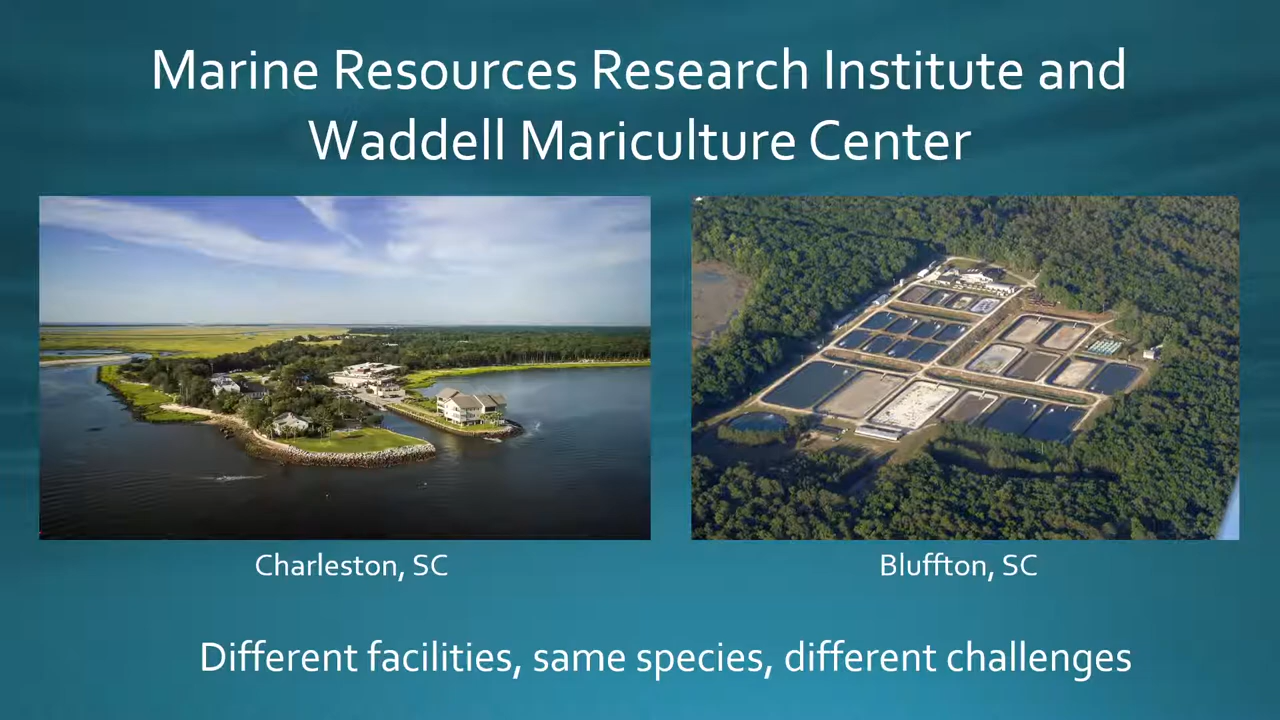 Marine Resources Research Institute and
Waddell Mariculture Center
Charleston, SC
Bluffton, SC
Different facilities, same species, different challenges